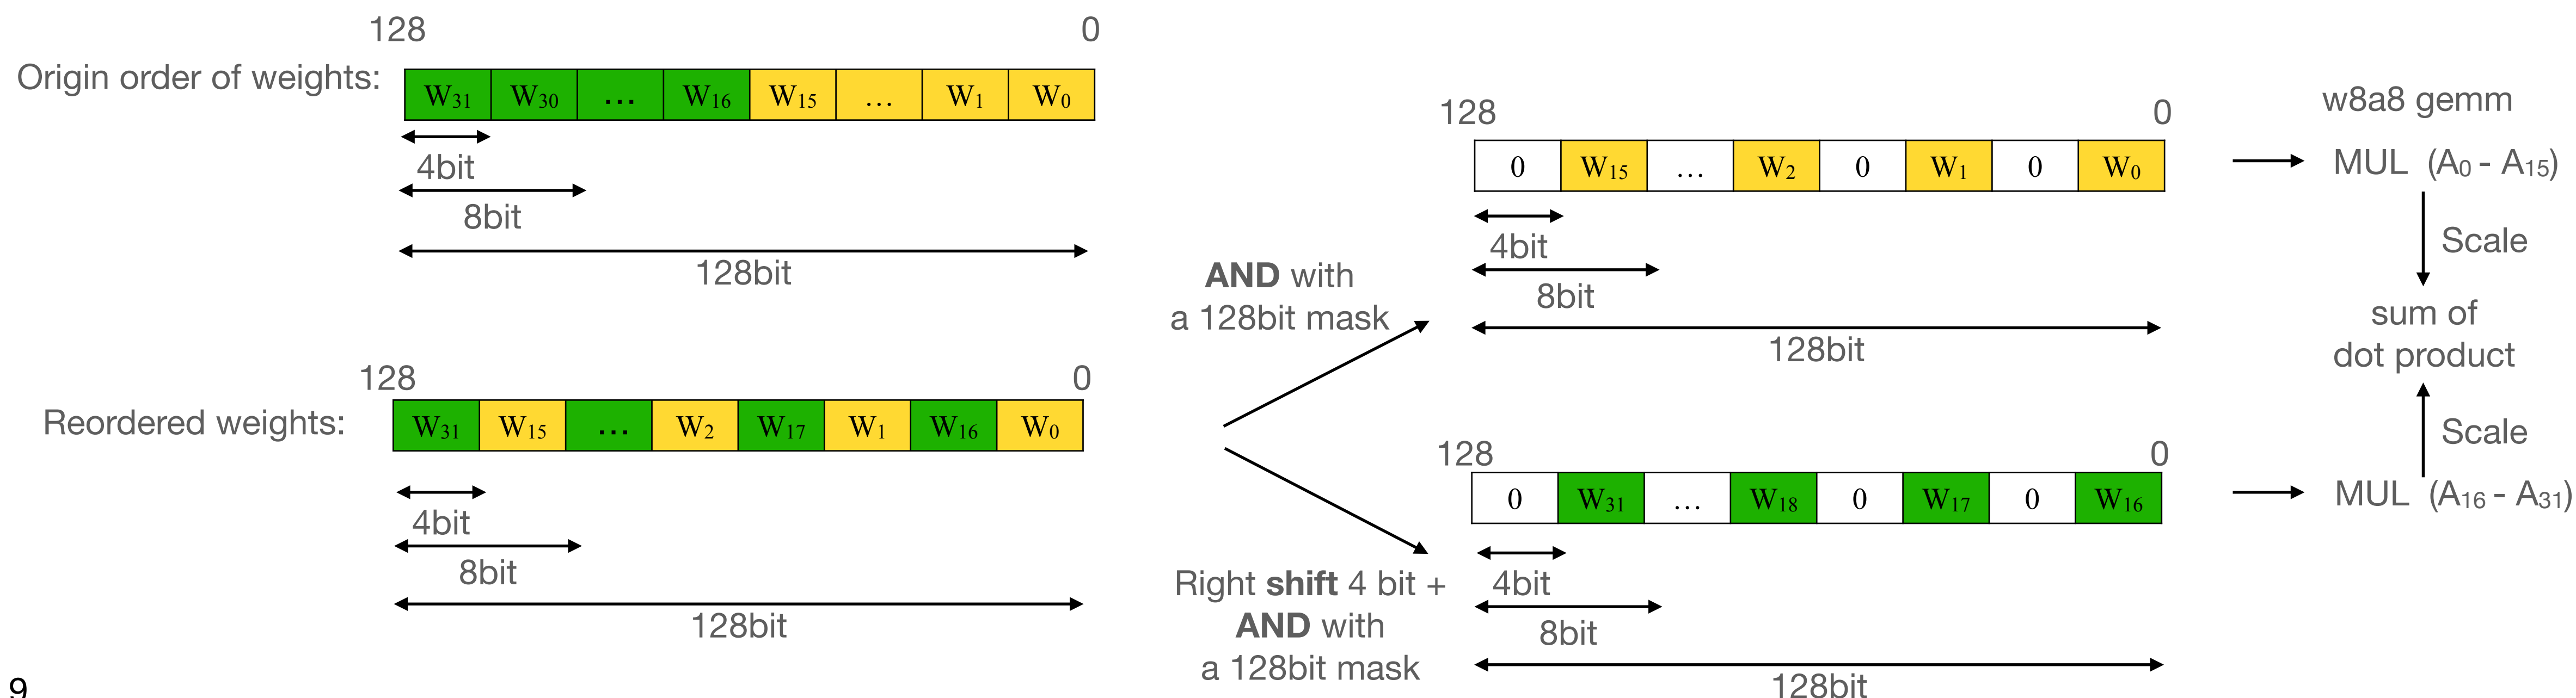 128 0
Origin order of weights:
W31 W30 ... W16 W15 ... W1 W0
4bit
8bit
128bit
128 0
Reordered weights:
W31 W15 ... W2 W17 W1 W16 W0
4bit
8bit
128bit
AND with
a 128bit mask
128 0
0 W15 ... W2 0 W1 0 W0
4bit
8bit
128bit
Right shift 4 bit +
AND with
a 128bit mask
128 0
0 W31 ... W18 0 W17 0 W16
4bit
8bit
128bit
w8a8 gemm
MUL (A0 - A15)
Scale
sum of
dot product
Scale
MUL (A16 - A31)
9